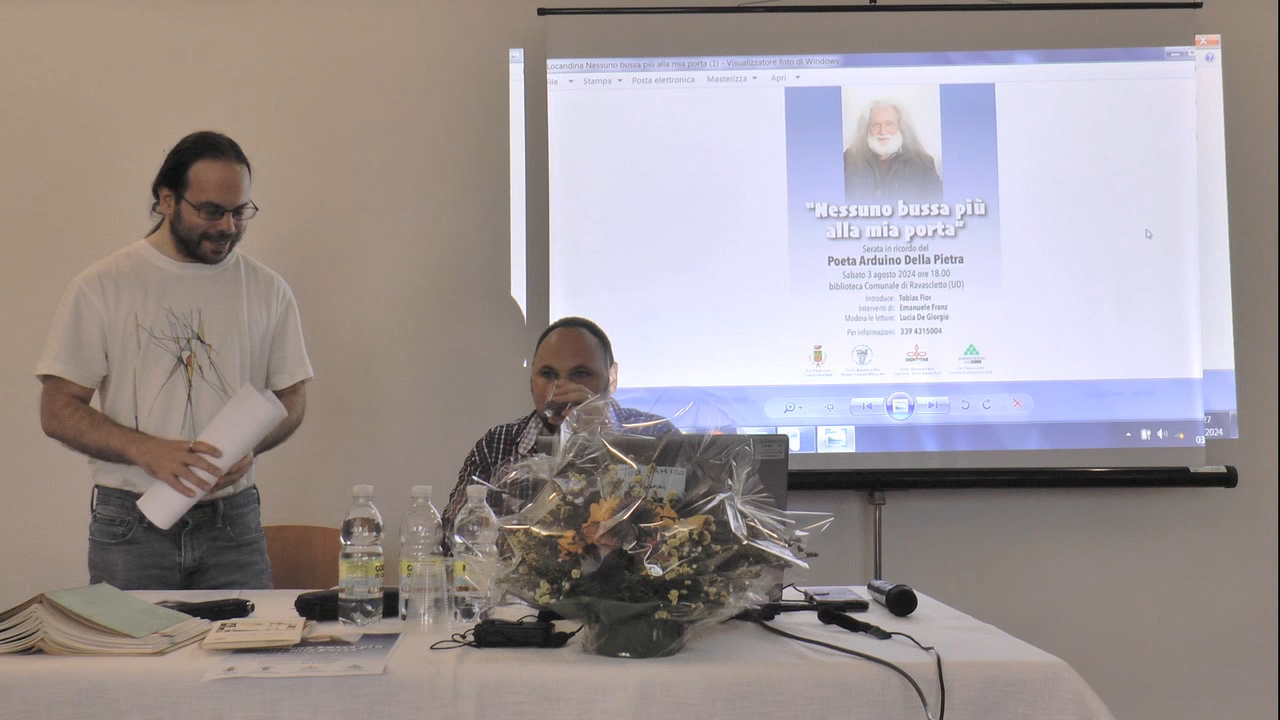 Locandina Nessuno bussa più alla mia porta (1) - Visualizzatore foto di Windows
File Stampa Posta elettronica Masterizza Apri
"Nessuno bussa più
alla mia porta"
Serata in ricordo del
Poeta Arduino Della Pietra
Sabato 3 agosto 2024 ore 18.00
biblioteca Comunale di Ravascletto (UD)
Introduce: Tobias Fior
Interventi di: Emanuele Franz
Modera le letture: Lucia De Giorgio
Per informazioni: 339 4315004